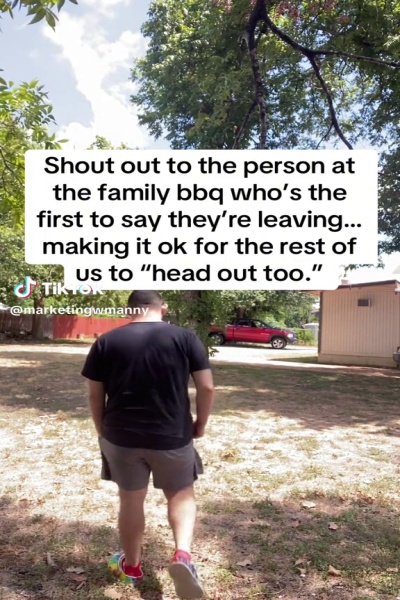 Shout out to the person at
the family bbq who's the
first to say they're leaving...
making it ok for the rest of
us to "head out too."
TikTok
@marketingwmanny